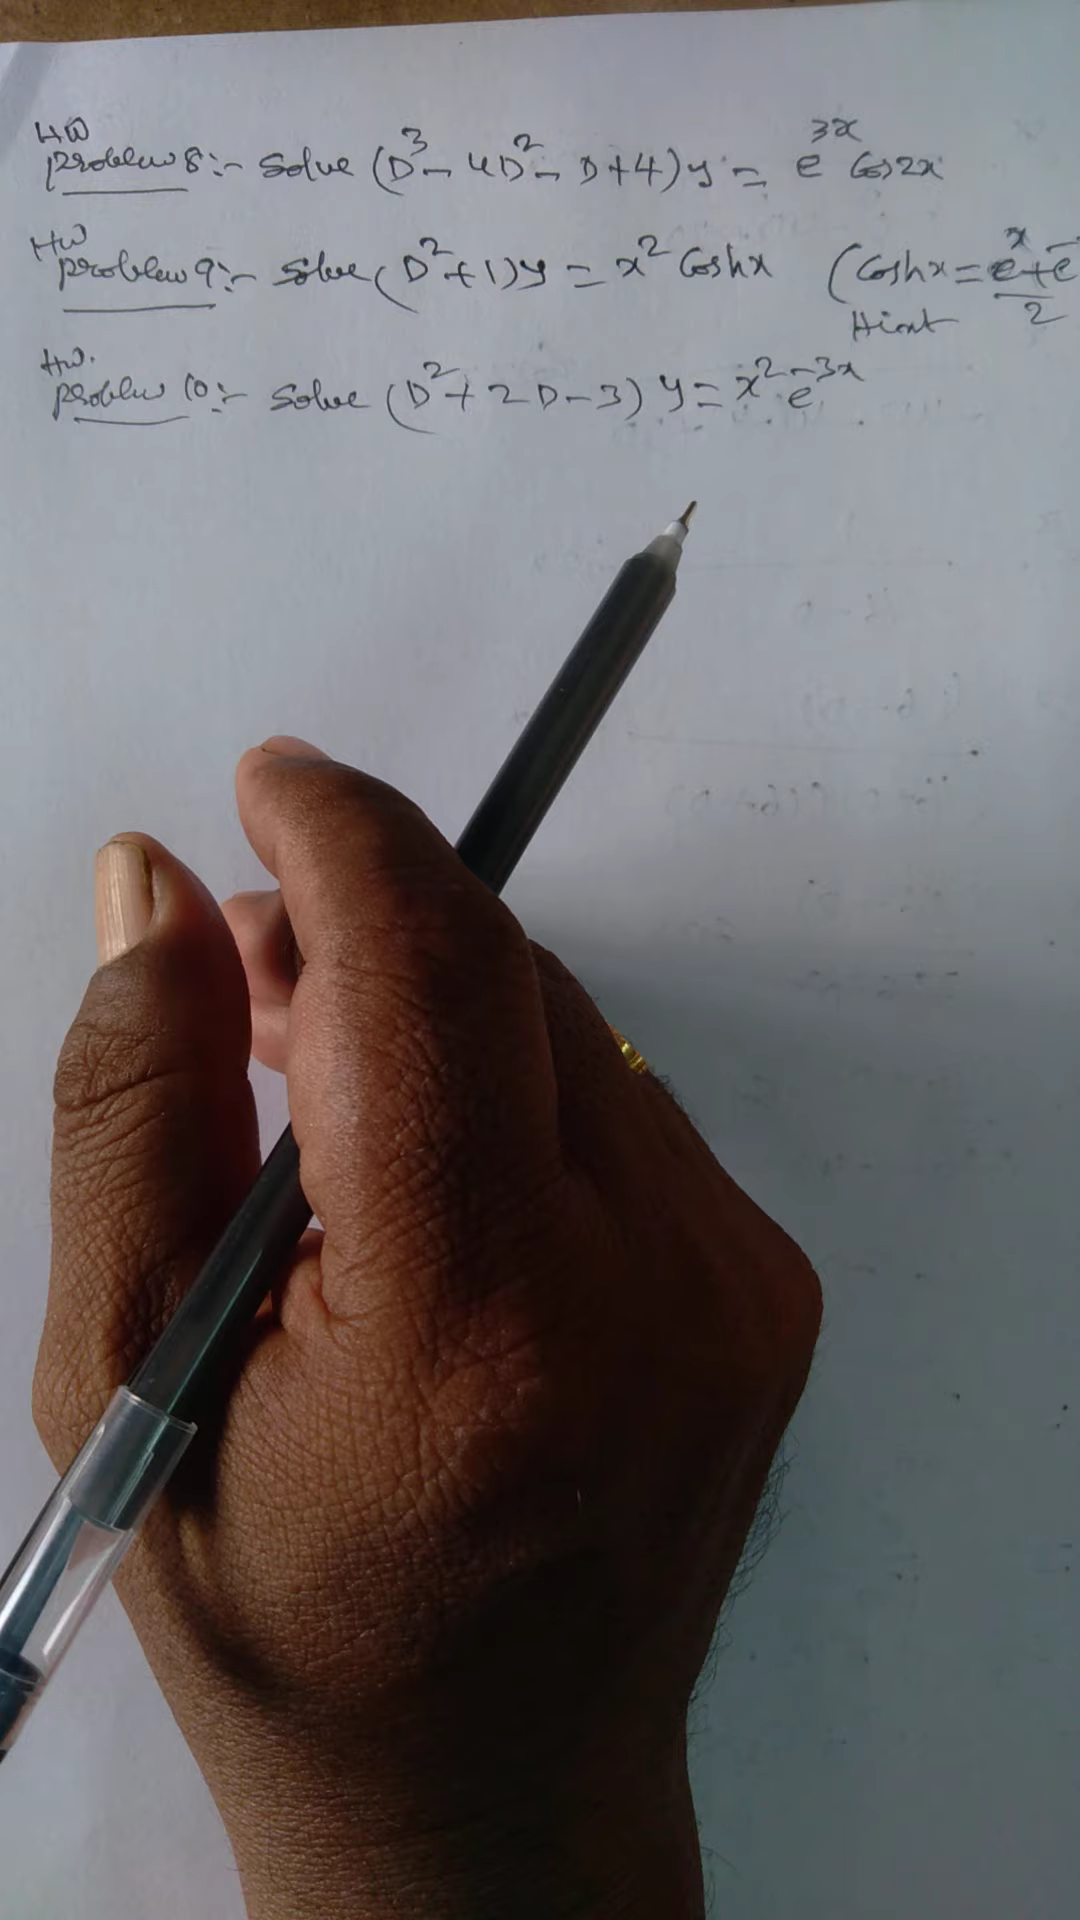 HW
problem 8:- Solve (D³ - 4D² - D + 4)y = e^3x Cos2x
HW
problem 9:- Solve (D² + 1)y = x² Coshx (Coshx = e^x + e^-
2
Hint
HW.
problem 10:- Solve (D² + 2D - 3) y = x² e^-3x